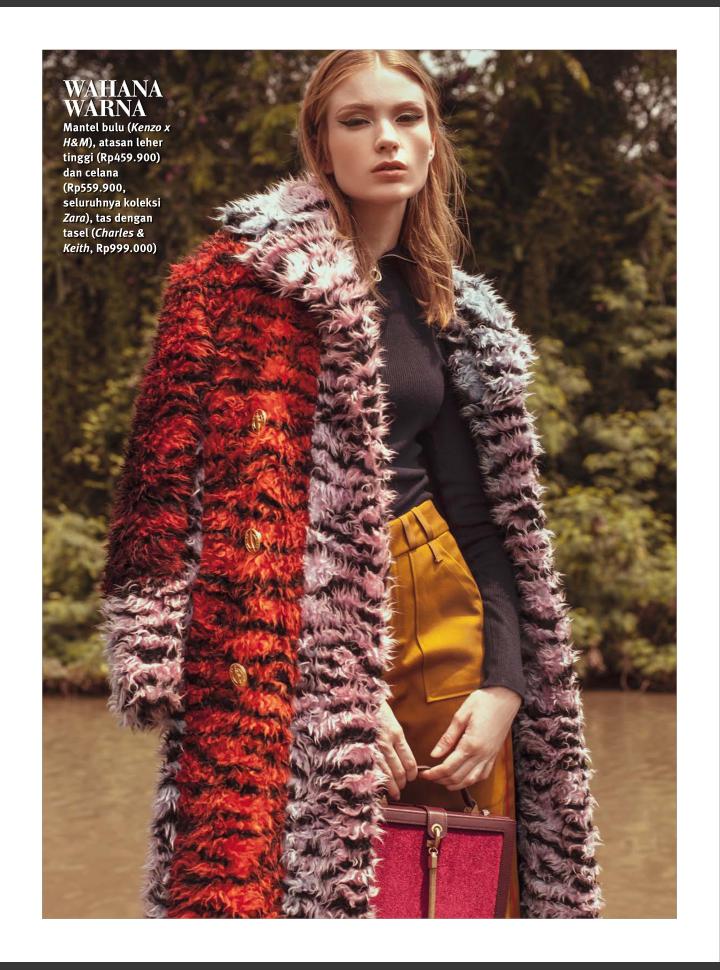 WAHANA
WARNA
Mantel bulu (Kenzo x
H&M), atasan leher
tinggi (Rp459.900)
dan celana
(Rp559.900,
seluruhnya koleksi
Zara), tas dengan
tasel (Charles &
Keith, Rp999.000)